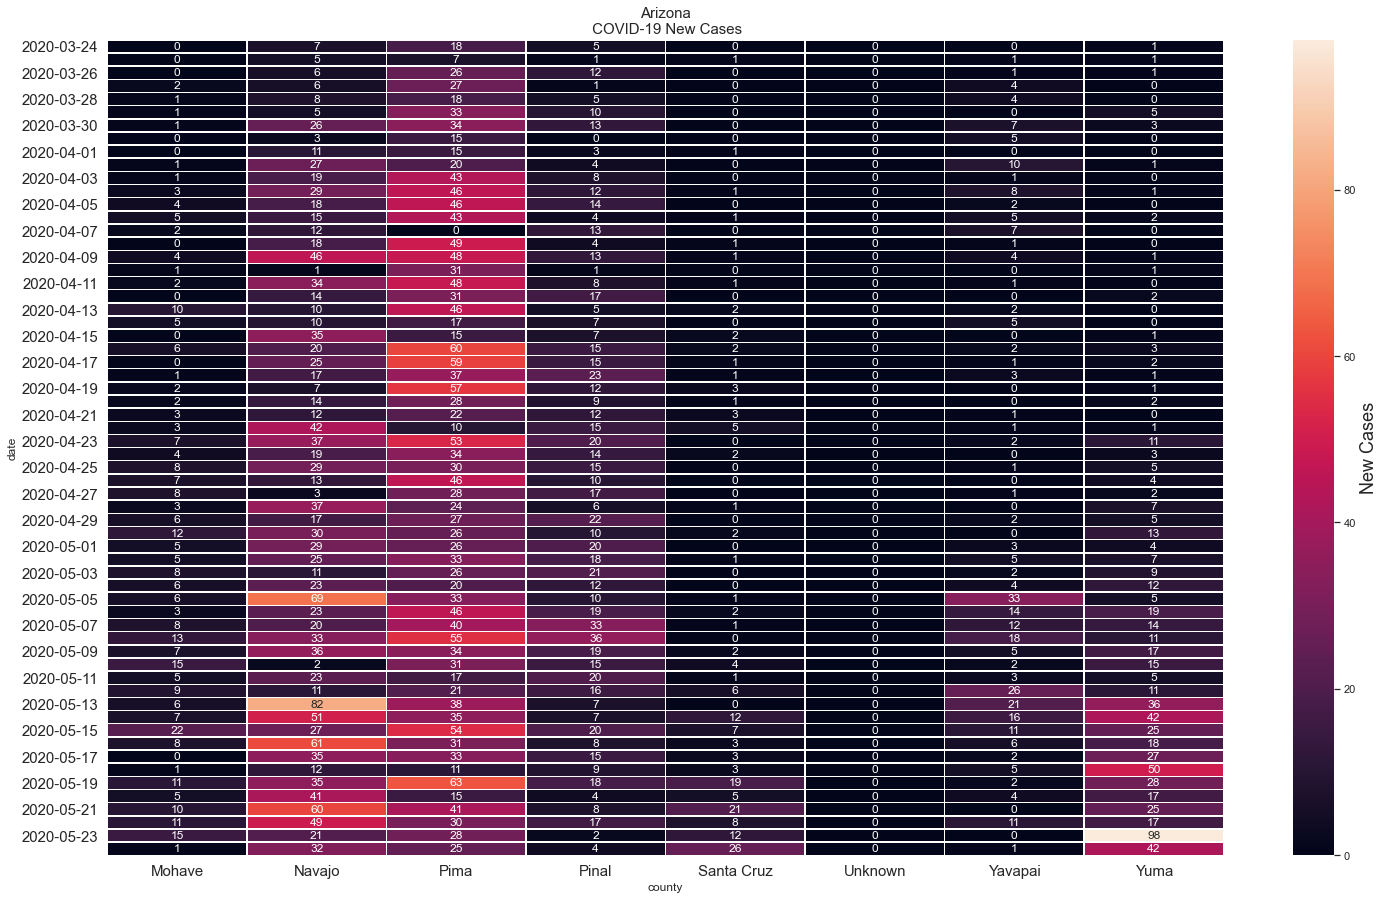 Arizona
COVID-19 New Cases
2020-03-24 0 7 18 5 0 0 0 1
0 5 7 1 1 0 1 1
2020-03-26 0 6 26 12 0 0 1 1
2 6 27 1 0 0 4 0
2020-03-28 1 8 18 5 0 0 4 0
1 5 33 10 0 0 0 5
2020-03-30 1 26 34 13 0 0 7 3
0 3 15 0 0 0 5 0
2020-04-01 0 11 15 3 1 0 0 0
1 27 20 4 0 0 10 1
2020-04-03 1 19 43 8 0 0 1 0
3 29 46 12 1 0 8 1
2020-04-05 4 18 46 14 0 0 2 0
5 15 43 4 1 0 5 2
2020-04-07 2 12 0 13 0 0 7 0
0 18 49 4 1 0 1 0
2020-04-09 4 46 48 13 1 0 4 1
1 1 31 1 0 0 0 1
2020-04-11 2 34 48 8 1 0 1 0
0 14 31 17 0 0 0 2
2020-04-13 10 10 46 5 2 0 2 0
5 10 17 7 0 0 5 0
2020-04-15 0 35 15 7 2 0 0 1
6 20 60 15 2 0 2 3
2020-04-17 0 25 59 15 1 0 1 2
1 17 37 23 1 0 3 1
2020-04-19 2 7 57 12 3 0 0 1
2 14 28 9 1 0 0 2
2020-04-21 3 12 22 12 3 0 1 0
3 42 10 15 5 0 1 1
2020-04-23 7 37 53 20 0 0 2 11
4 19 34 14 2 0 0 3
2020-04-25 8 29 30 15 0 0 1 5
7 13 46 10 0 0 0 4
2020-04-27 8 3 28 17 0 0 1 2
3 37 24 6 1 0 0 7
2020-04-29 6 17 27 22 0 0 2 5
12 30 26 10 2 0 0 13
2020-05-01 5 29 26 20 0 0 3 4
5 25 33 18 1 0 5 7
2020-05-03 8 11 26 21 0 0 2 9
6 23 20 12 0 0 4 12
2020-05-05 6 69 33 10 1 0 33 5
3 23 46 19 2 0 14 19
2020-05-07 8 20 40 33 1 0 12 14
13 33 55 36 0 0 18 11
2020-05-09 7 36 34 19 2 0 5 17
15 2 31 15 4 0 2 15
2020-05-11 5 23 17 20 1 0 3 5
9 11 21 16 6 0 26 11
2020-05-13 6 82 38 7 0 0 21 36
7 51 35 7 12 0 16 42
2020-05-15 22 27 54 20 7 0 11 25
8 61 31 8 3 0 6 18
2020-05-17 0 35 33 15 3 0 2 27
1 12 11 9 3 0 5 50
2020-05-19 11 35 63 18 19 0 2 28
5 41 15 4 5 0 4 17
2020-05-21 10 60 41 8 21 0 0 25
11 49 30 17 8 0 11 17
2020-05-23 15 21 28 2 12 0 0 98
1 32 25 4 26 0 1 42
Mohave Navajo Pima Pinal Santa Cruz Unknown Yavapai Yuma
county
date
80
60
40
20
0
New Cases